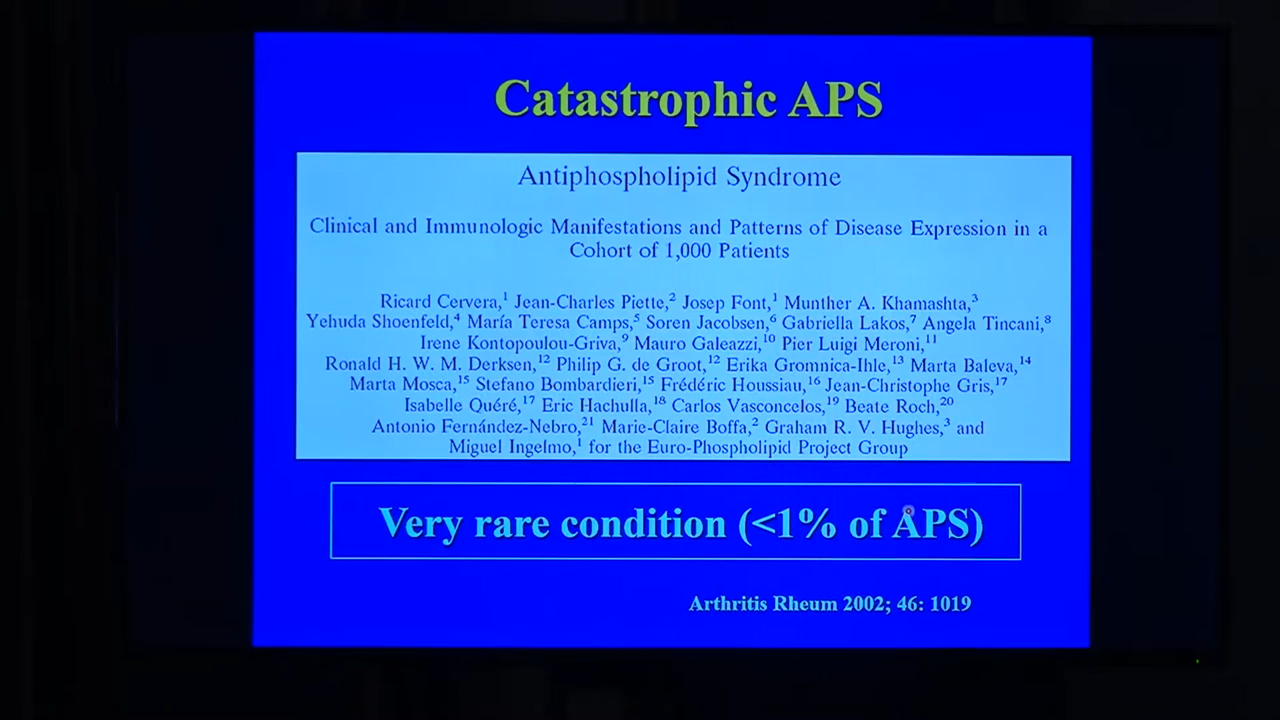 Catastrophic APS
Antiphospholipid Syndrome
Clinical and Immunologic Manifestations and Patterns of Disease Expression in a
Cohort of 1,000 Patients
Ricard Cervera,¹ Jean-Charles Piette,² Josep Font,¹ Munther A. Khamashta,³
Yehuda Shoenfeld,⁴ María Teresa Camps,⁵ Soren Jacobsen,⁶ Gabriella Lakos,⁷ Angela Tincani,⁸
Irene Kontopoulou-Griva,⁹ Mauro Galeazzi,¹⁰ Pier Luigi Meroni,¹¹
Ronald H. W. M. Derksen,¹² Philip G. de Groot,¹² Erika Gromnica-Ihle,¹³ Marta Baleva,¹⁴
Marta Mosca,¹⁵ Stefano Bombardieri,¹⁵ Frédéric Houssiau,¹⁶ Jean-Christophe Gris,¹⁷
Isabelle Quéré,¹⁷ Eric Hachulla,¹⁸ Carlos Vasconcelos,¹⁹ Beate Roch,²⁰
Antonio Fernández-Nebro,²¹ Marie-Claire Boffa,² Graham R. V. Hughes,³ and
Miguel Ingelmo,¹ for the Euro-Phospholipid Project Group
Very rare condition (<1% of APS)
Arthritis Rheum 2002; 46: 1019